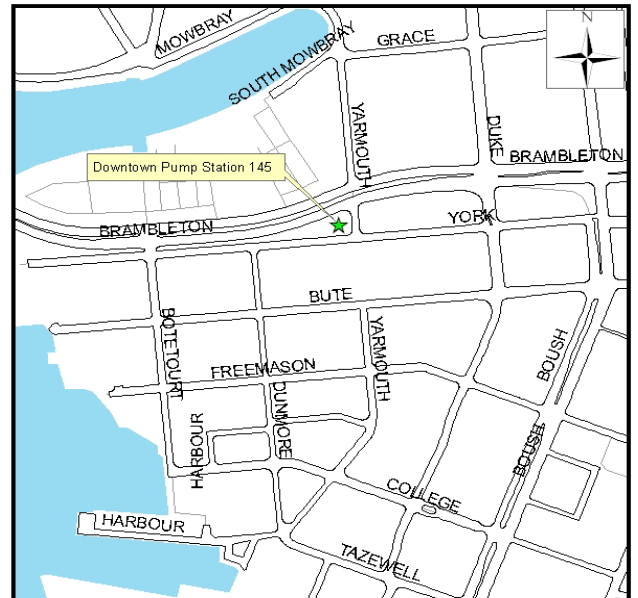 N
MOWBRAY
GRACE
SOUTH MOWBRAY
YARMOUTH
DUKE
BRAMBLETON
Downtown Pump Station 145
YORK
BRAMBLETON
BUTE
BOTETOURT
YARMOUTH
BOUSH
FREEMASON
DUNMORE
HARBOUR
BOUSH
COLLEGE
HARBOUR
TAZEWELL